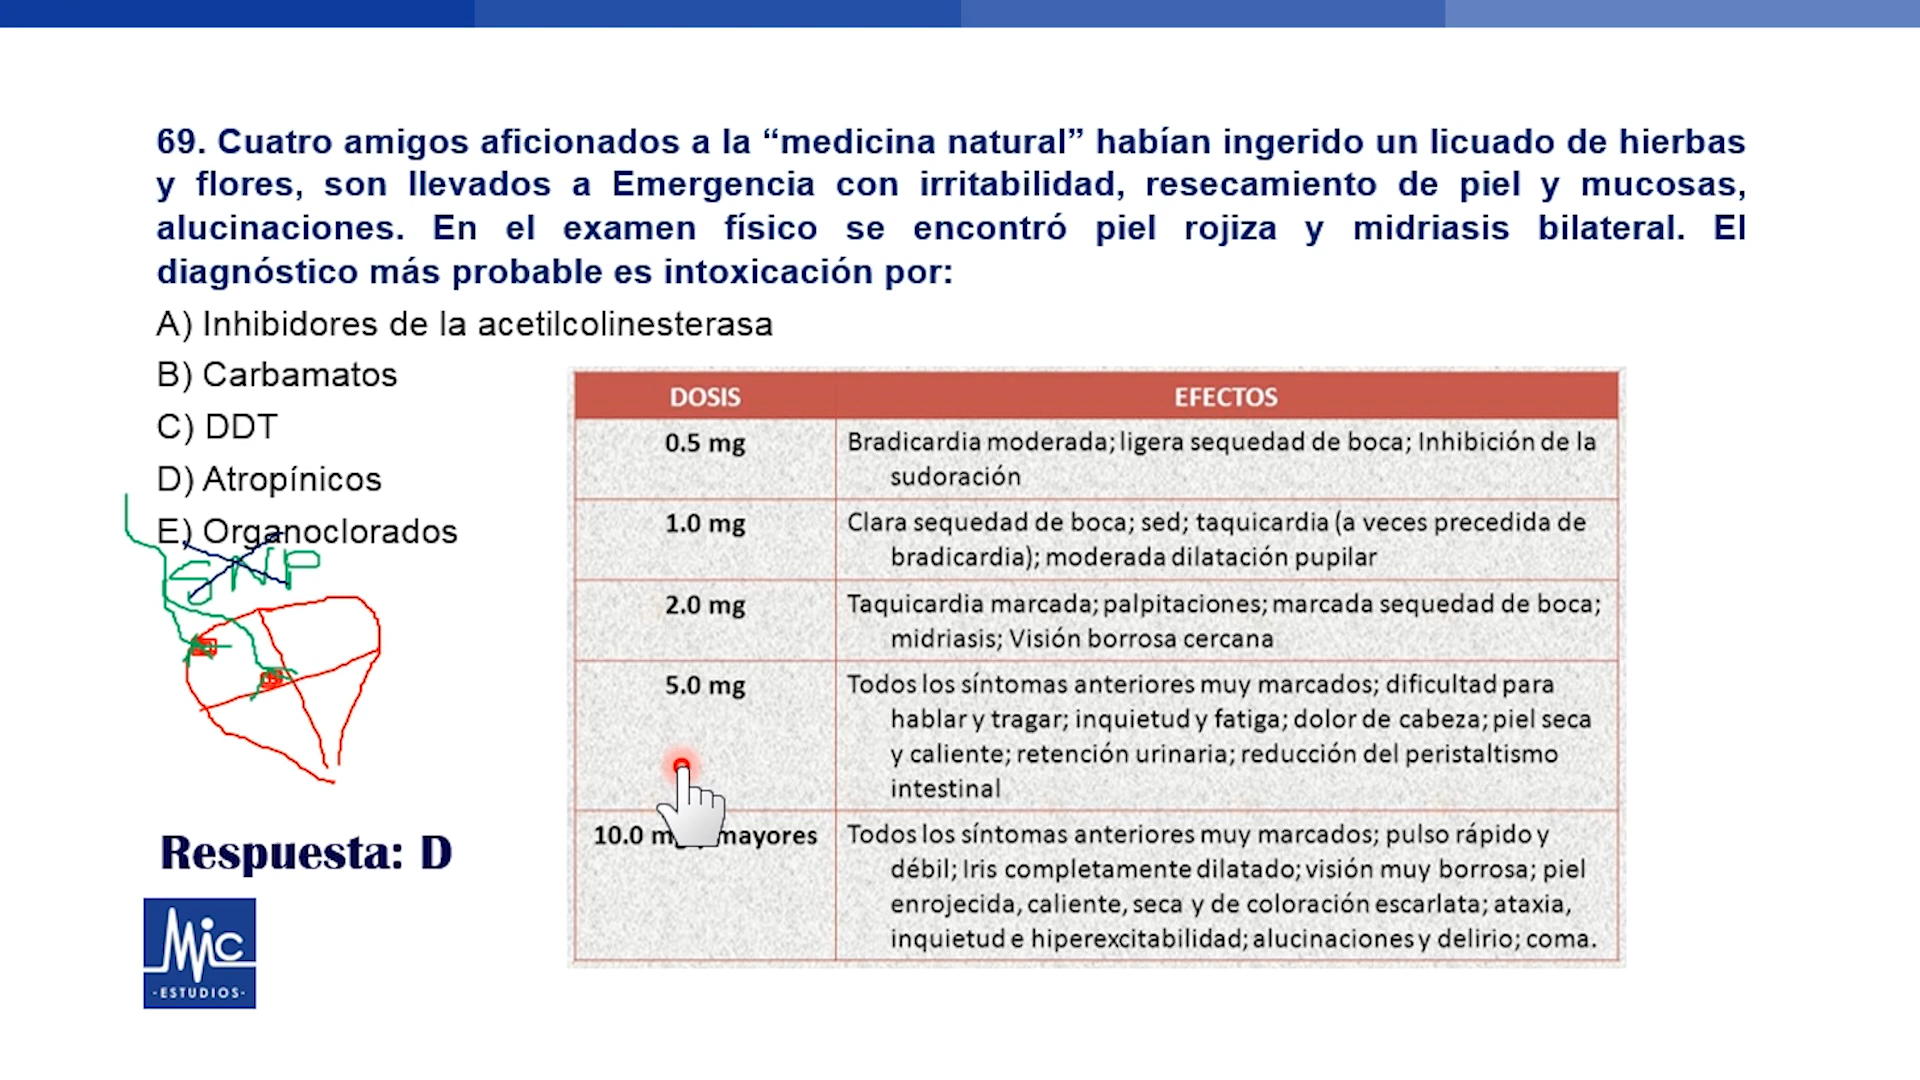 69. Cuatro amigos aficionados a la “medicina natural” habían ingerido un licuado de hierbas
y flores, son llevados a Emergencia con irritabilidad, resecamiento de piel y mucosas,
alucinaciones. En el examen físico se encontró piel rojiza y midriasis bilateral. El
diagnóstico más probable es intoxicación por:
A) Inhibidores de la acetilcolinesterasa
B) Carbamatos
C) DDT
D) Atropínicos
E) Organoclorados
SNP
DOSIS EFECTOS
0.5 mg Bradicardia moderada; ligera sequedad de boca; Inhibición de la
sudoración
1.0 mg Clara sequedad de boca; sed; taquicardia (a veces precedida de
bradicardia); moderada dilatación pupilar
2.0 mg Taquicardia marcada; palpitaciones; marcada sequedad de boca;
midriasis; Visión borrosa cercana
5.0 mg Todos los síntomas anteriores muy marcados; dificultad para
hablar y tragar; inquietud y fatiga; dolor de cabeza; piel seca
y caliente; retención urinaria; reducción del peristaltismo
intestinal
10.0 mayores Todos los síntomas anteriores muy marcados; pulso rápido y
débil; Iris completamente dilatado; visión muy borrosa; piel
enrojecida, caliente, seca y de coloración escarlata; ataxia,
inquietud e hiperexcitabilidad; alucinaciones y delirio; coma.
Respuesta: D
Mic
·ESTUDIOS·